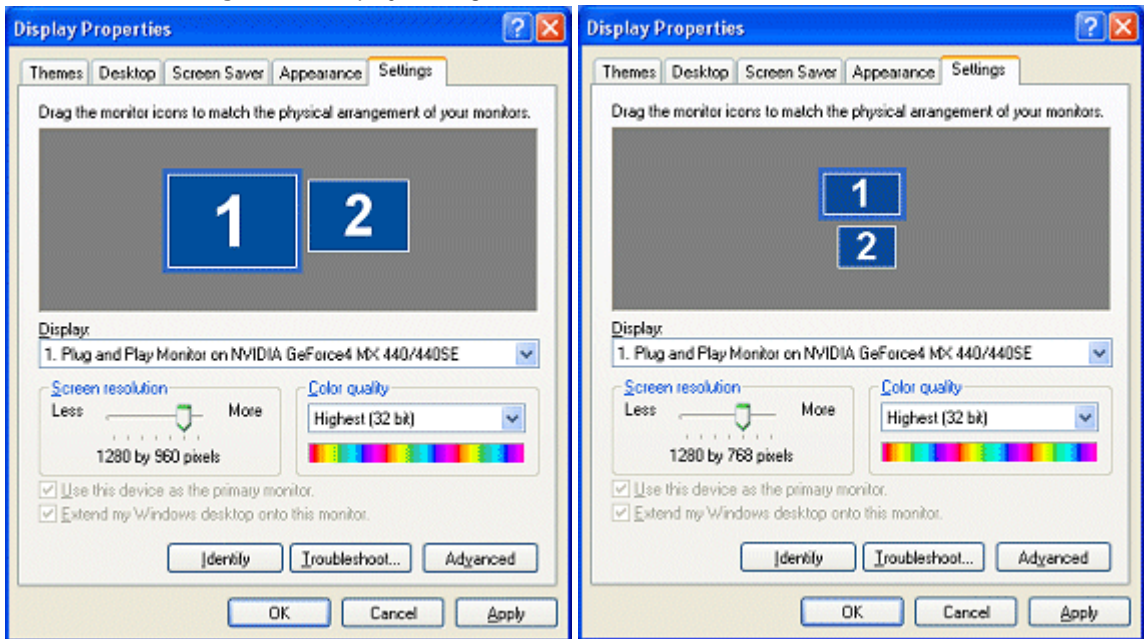 Display Properties
Themes Desktop Screen Saver Appearance Settings
Drag the monitor icons to match the physical arrangement of your monitors.
1 2
Display:
1. Plug and Play Monitor on NVIDIA GeForce4 MX 440/440SE
Screen resolution
Less More
1280 by 960 pixels
Color quality
Highest (32 bit)
Use this device as the primary monitor.
Extend my Windows desktop onto this monitor.
Identify Troubleshoot... Advanced
OK Cancel Apply
Display Properties
Themes Desktop Screen Saver Appearance Settings
Drag the monitor icons to match the physical arrangement of your monitors.
1
2
Display:
1. Plug and Play Monitor on NVIDIA GeForce4 MX 440/440SE
Screen resolution
Less More
1280 by 768 pixels
Color quality
Highest (32 bit)
Use this device as the primary monitor.
Extend my Windows desktop onto this monitor.
Identify Troubleshoot... Advanced
OK Cancel Apply